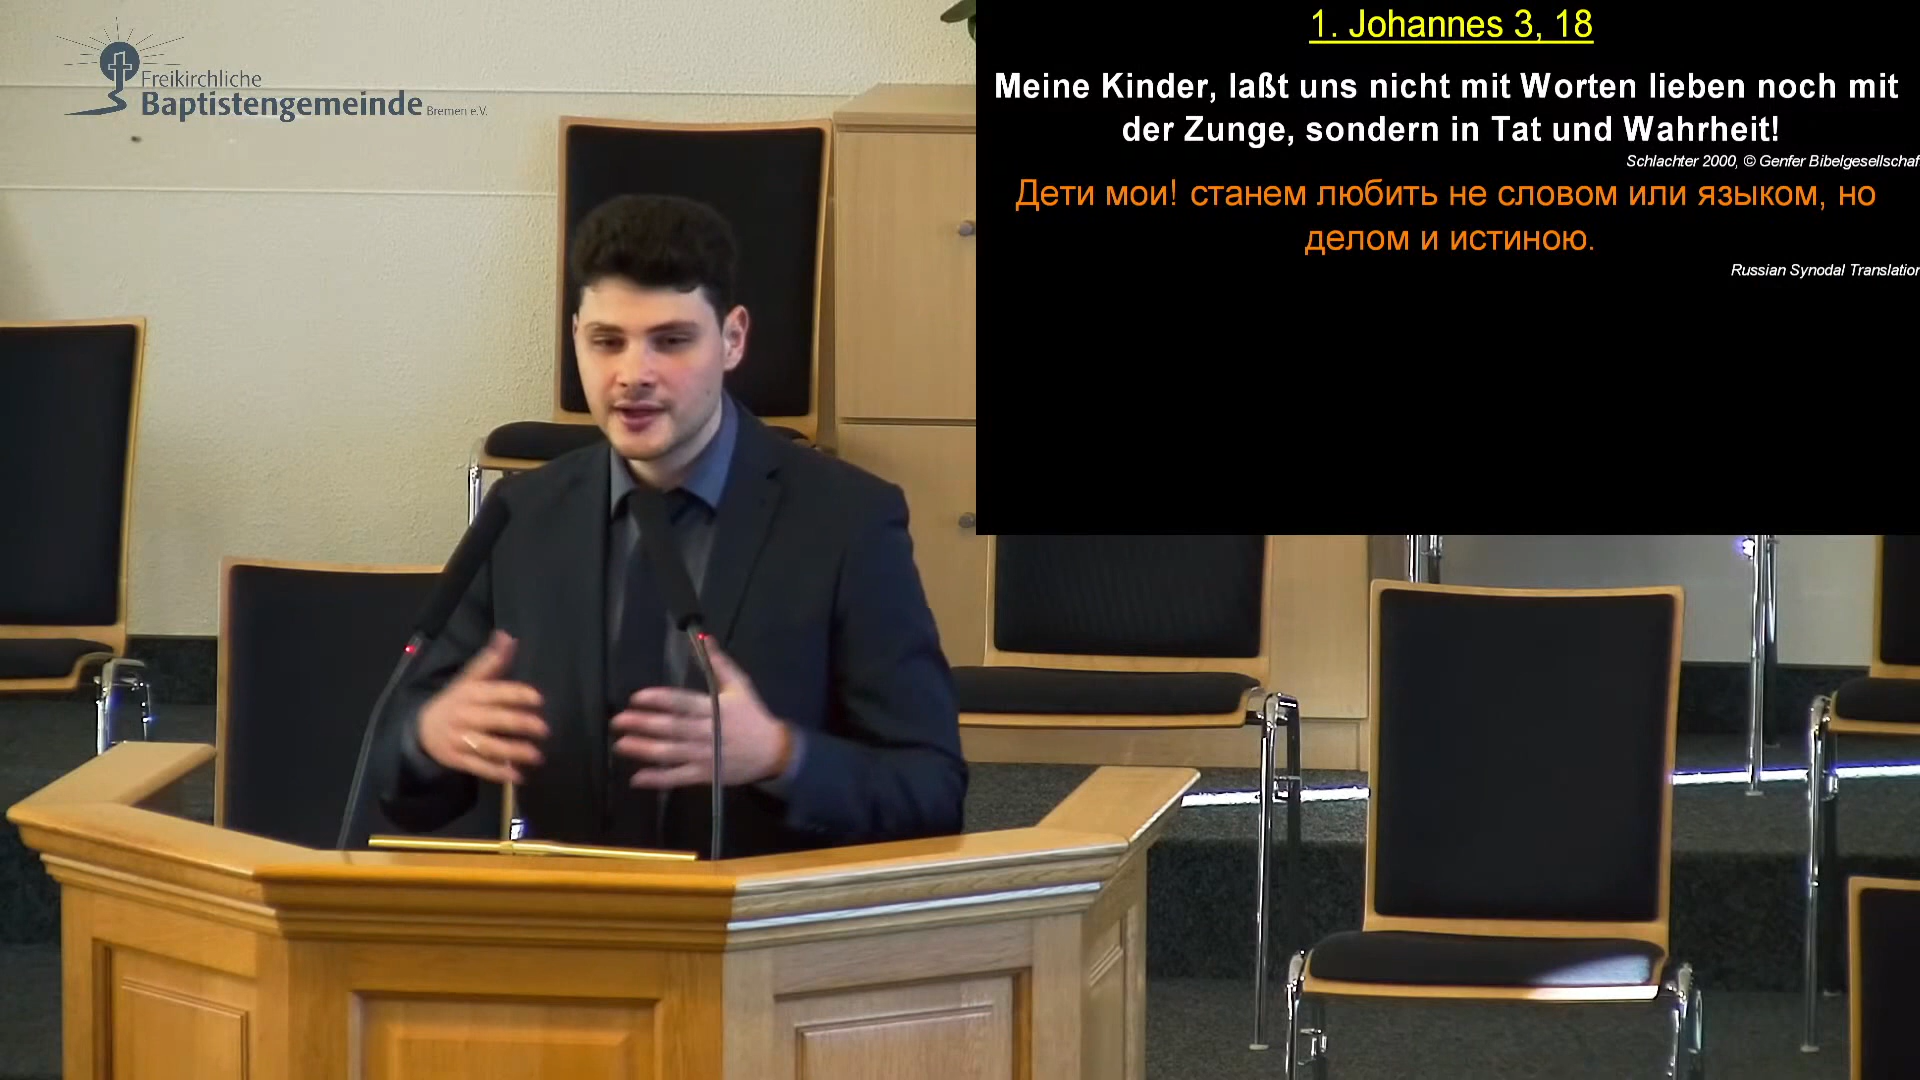 Freikirchliche
Baptistengemeinde Bremen e.V.
1. Johannes 3, 18
Meine Kinder, laßt uns nicht mit Worten lieben noch mit
der Zunge, sondern in Tat und Wahrheit!
Schlachter 2000, © Genfer Bibelgesellschaf
Дети мои! станем любить не словом или языком, но
делом и истиною.
Russian Synodal Translation